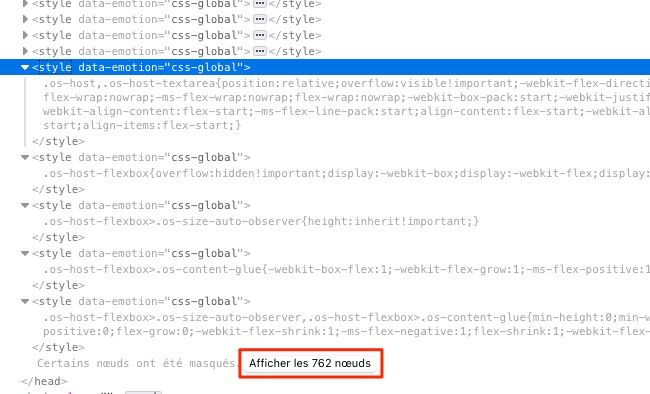 <style data-emotion="css-global"> ••• </style>
<style data-emotion="css-global"> ••• </style>
<style data-emotion="css-global"> ••• </style>
<style data-emotion="css-global"> ••• </style>
<style data-emotion="css-global">
.os-host,.os-host-textarea{position:relative;overflow:visible!important;-webkit-flex-directi
flex-wrap:nowrap;-ms-flex-wrap:nowrap;flex-wrap:nowrap;-webkit-box-pack:start;-webkit-justif
webkit-align-content:flex-start;-ms-flex-line-pack:start;align-content:flex-start;-webkit-al
start;align-items:flex-start;}
</style>
<style data-emotion="css-global">
.os-host-flexbox{overflow:hidden!important;display:-webkit-box;display:-webkit-flex;display:
</style>
<style data-emotion="css-global">
.os-host-flexbox>.os-size-auto-observer{height:inherit!important;}
</style>
<style data-emotion="css-global">
.os-host-flexbox>.os-content-glue{-webkit-box-flex:1;-webkit-flex-grow:1;-ms-flex-positive:1
</style>
<style data-emotion="css-global">
.os-host-flexbox>.os-size-auto-observer,.os-host-flexbox>.os-content-glue{min-height:0;min-w
positive:0;flex-grow:0;-webkit-flex-shrink:1;-ms-flex-negative:1;flex-shrink:1;-webkit-flex-
</style>
Certains nœuds ont été masqués. Afficher les 762 nœuds
</head>